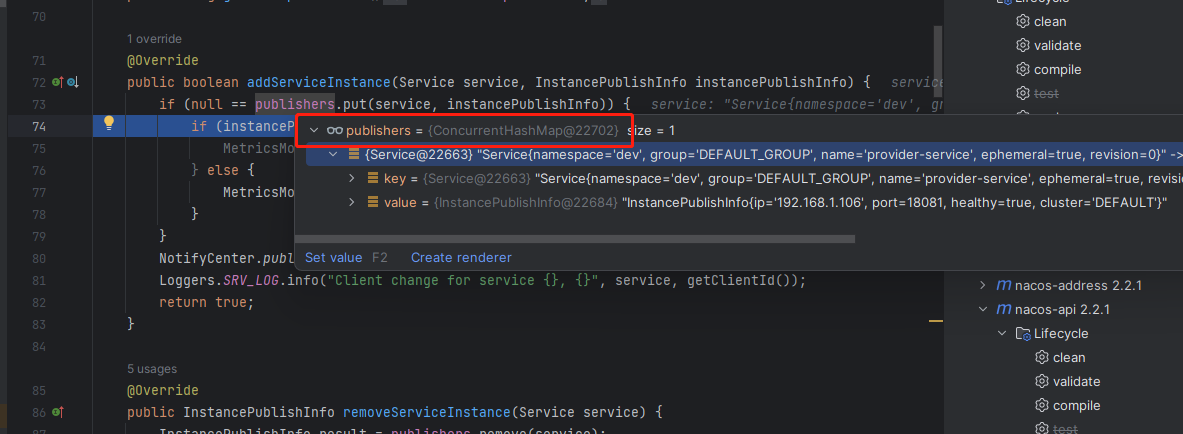 70
Lifecycle
clean
1 override
validate
71 @Override
72 public boolean addServiceInstance(Service service, InstancePublishInfo instancePublishInfo) { service
compile
73 if (null == publishers.put(service, instancePublishInfo)) { service: "Service{namespace='dev', gr
test
74 if (instanceP
publishers = {ConcurrentHashMap@22702} size = 1
75 MetricsMo
{Service@22663} "Service{namespace='dev', group='DEFAULT_GROUP', name='provider-service', ephemeral=true, revision=0}" ->
76 } else {
key = {Service@22663} "Service{namespace='dev', group='DEFAULT_GROUP', name='provider-service', ephemeral=true, revisio
77 MetricsMo
value = {InstancePublishInfo@22684} "InstancePublishInfo{ip='192.168.1.106', port=18081, healthy=true, cluster='DEFAULT'}"
78 }
79 }
80 NotifyCenter.publ
Set value F2 Create renderer
81 Loggers.SRV_LOG.info("Client change for service {}, {}", service, getClientId());
nacos-address 2.2.1
82 return true;
nacos-api 2.2.1
83 }
Lifecycle
84
clean
5 usages
validate
85 @Override
86 public InstancePublishInfo removeServiceInstance(Service service) {
compile
InstancePublishInfo result = publishers.remove(service);
test